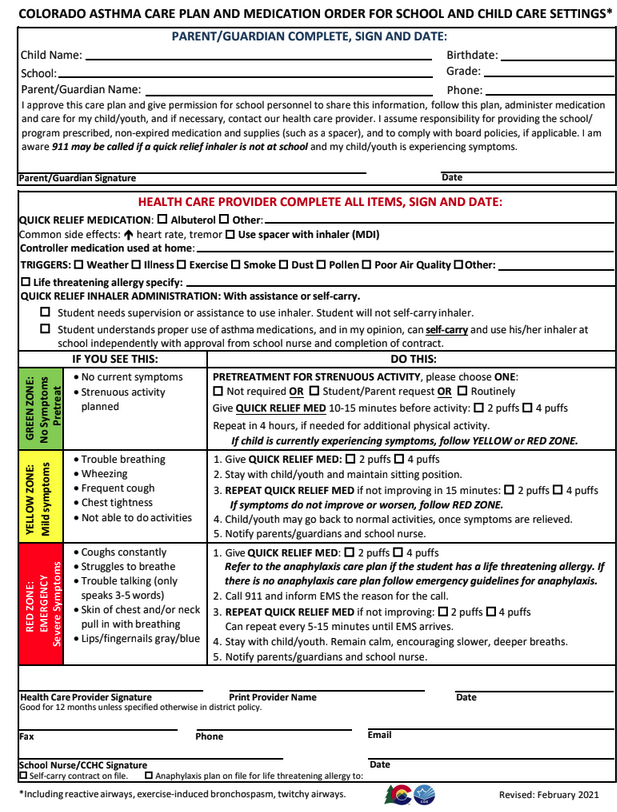 COLORADO ASTHMA CARE PLAN AND MEDICATION ORDER FOR SCHOOL AND CHILD CARE SETTINGS*
PARENT/GUARDIAN COMPLETE, SIGN AND DATE:
Child Name: Birthdate:
School: Grade:
Parent/Guardian Name: Phone:
I approve this care plan and give permission for school personnel to share this information, follow this plan, administer medication
and care for my child/youth, and if necessary, contact our health care provider. I assume responsibility for providing the school/
program prescribed, non-expired medication and supplies (such as a spacer), and to comply with board policies, if applicable. I am
aware 911 may be called if a quick relief inhaler is not at school and my child/youth is experiencing symptoms.
Parent/Guardian Signature Date
HEALTH CARE PROVIDER COMPLETE ALL ITEMS, SIGN AND DATE:
QUICK RELIEF MEDICATION: ☐ Albuterol ☐ Other:
Common side effects: ↑ heart rate, tremor ☐ Use spacer with inhaler (MDI)
Controller medication used at home:
TRIGGERS: ☐ Weather ☐ Illness ☐ Exercise ☐ Smoke ☐ Dust ☐ Pollen ☐ Poor Air Quality ☐ Other:
☐ Life threatening allergy specify:
QUICK RELIEF INHALER ADMINISTRATION: With assistance or self-carry.
☐ Student needs supervision or assistance to use inhaler. Student will not self-carry inhaler.
☐ Student understands proper use of asthma medications, and in my opinion, can self-carry and use his/her inhaler at
school independently with approval from school nurse and completion of contract.
IF YOU SEE THIS: DO THIS:
GREEN ZONE:
No Symptoms
Pretreat
• No current symptoms
• Strenuous activity
planned
PRETREATMENT FOR STRENUOUS ACTIVITY, please choose ONE:
☐ Not required OR ☐ Student/Parent request OR ☐ Routinely
Give QUICK RELIEF MED 10-15 minutes before activity: ☐ 2 puffs ☐ 4 puffs
Repeat in 4 hours, if needed for additional physical activity.
If child is currently experiencing symptoms, follow YELLOW or RED ZONE.
YELLOW ZONE:
Mild symptoms
• Trouble breathing
• Wheezing
• Frequent cough
• Chest tightness
• Not able to do activities
1. Give QUICK RELIEF MED: ☐ 2 puffs ☐ 4 puffs
2. Stay with child/youth and maintain sitting position.
3. REPEAT QUICK RELIEF MED if not improving in 15 minutes: ☐ 2 puffs ☐ 4 puffs
If symptoms do not improve or worsen, follow RED ZONE.
4. Child/youth may go back to normal activities, once symptoms are relieved.
5. Notify parents/guardians and school nurse.
RED ZONE:
EMERGENCY
Severe Symptoms
• Coughs constantly
• Struggles to breathe
• Trouble talking (only
speaks 3-5 words)
• Skin of chest and/or neck
pull in with breathing
• Lips/fingernails gray/blue
1. Give QUICK RELIEF MED: ☐ 2 puffs ☐ 4 puffs
Refer to the anaphylaxis care plan if the student has a life threatening allergy. If
there is no anaphylaxis care plan follow emergency guidelines for anaphylaxis.
2. Call 911 and inform EMS the reason for the call.
3. REPEAT QUICK RELIEF MED if not improving: ☐ 2 puffs ☐ 4 puffs
Can repeat every 5-15 minutes until EMS arrives.
4. Stay with child/youth. Remain calm, encouraging slower, deeper breaths.
5. Notify parents/guardians and school nurse.
Health Care Provider Signature Print Provider Name Date
Good for 12 months unless specified otherwise in district policy.
Fax Phone Email
School Nurse/CCHC Signature Date
☐ Self-carry contract on file. ☐ Anaphylaxis plan on file for life threatening allergy to:
*Including reactive airways, exercise-induced bronchospasm, twitchy airways. Revised: February 2021